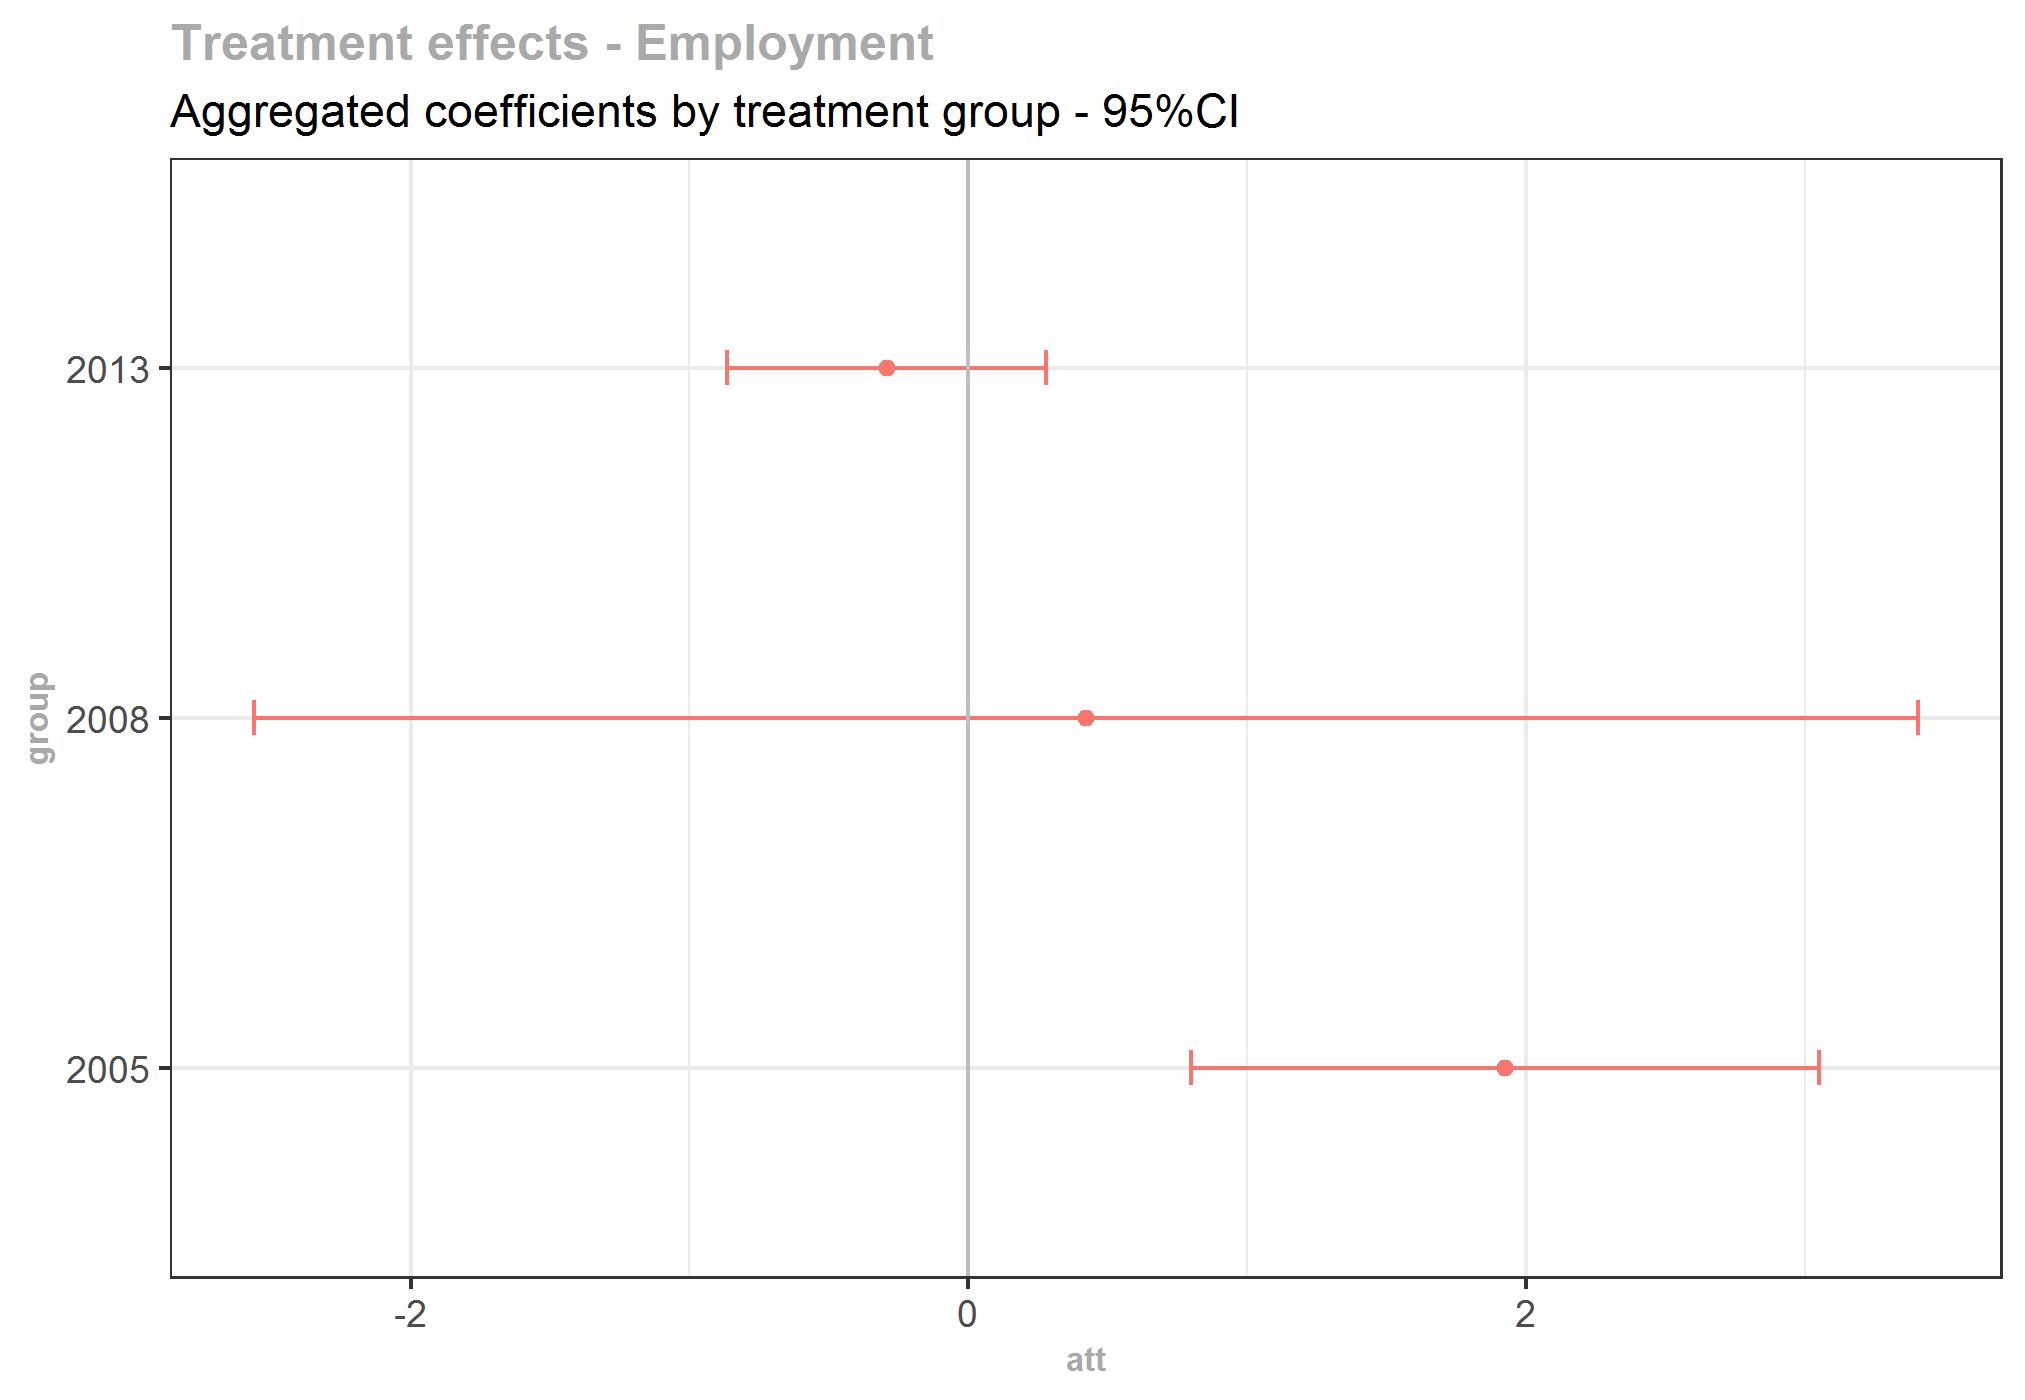 Treatment effects - Employment
Aggregated coefficients by treatment group - 95%CI
2013
2008
2005
group
-2
0
2
att